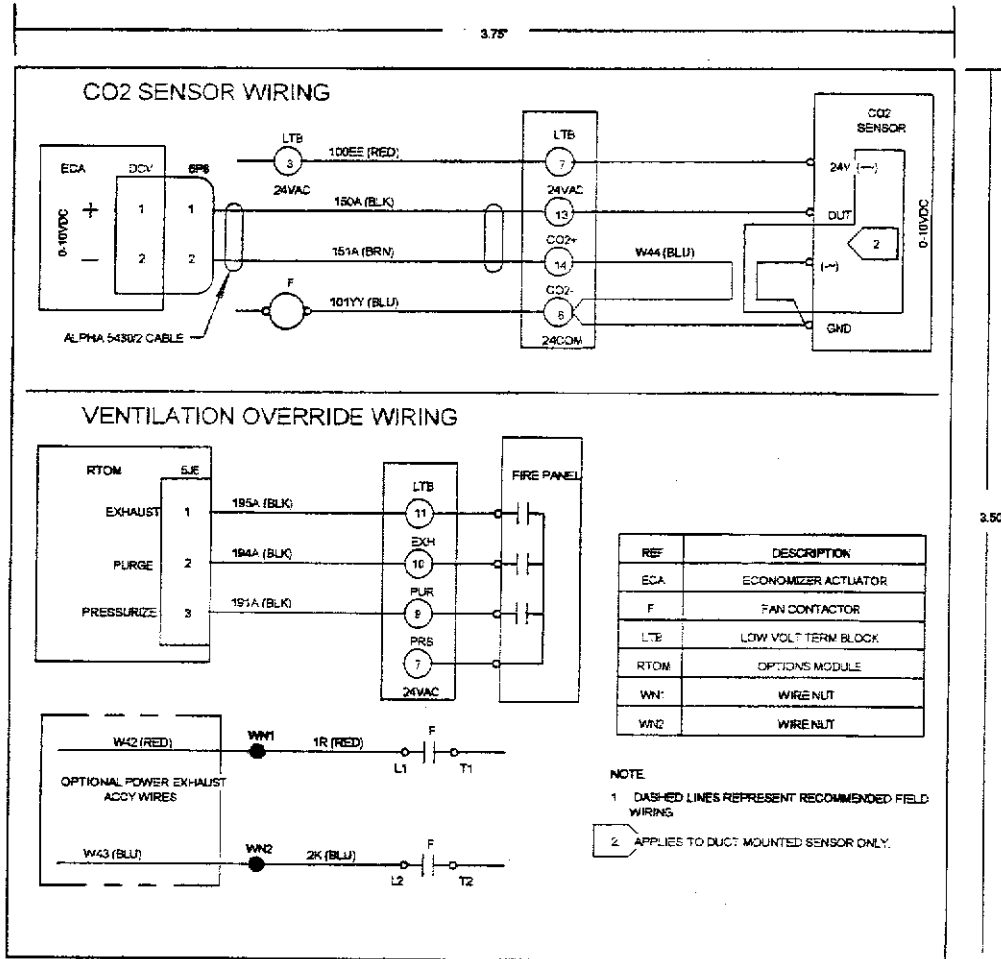 3.75"
CO2 SENSOR WIRING
CO2 SENSOR
LTB
3
24VAC
100EE (RED)
LTB
7
24VAC
24V (~)
ECA
DCV
6P6
0-10VDC
+
1
1
150A (BLK)
13
CO2+
OUT
0-10VDC
2
–
2
2
151A (BRN)
14
CO2-
W44 (BLU)
(~)
F
101YY (BLU)
6
24COM
GND
ALPHA 5430/2 CABLE
VENTILATION OVERRIDE WIRING
RTOM
5J6
LTB
FIRE PANEL
EXHAUST
1
195A (BLK)
11
EXH
PURGE
2
194A (BLK)
10
PUR
PRESSURIZE
3
191A (BLK)
9
PRS
7
24VAC
3.50
REF DESCRIPTION
ECA ECONOMIZER ACTUATOR
F FAN CONTACTOR
LTB LOW VOLT TERM BLOCK
RTOM OPTIONS MODULE
WN1 WIRE NUT
WN2 WIRE NUT
W42 (RED)
WN1
1R (RED)
L1
F
T1
OPTIONAL POWER EXHAUST
ACCY WIRES
W43 (BLU)
WN2
2K (BLU)
L2
F
T2
NOTE
1 DASHED LINES REPRESENT RECOMMENDED FIELD
WIRING
2 APPLIES TO DUCT MOUNTED SENSOR ONLY.